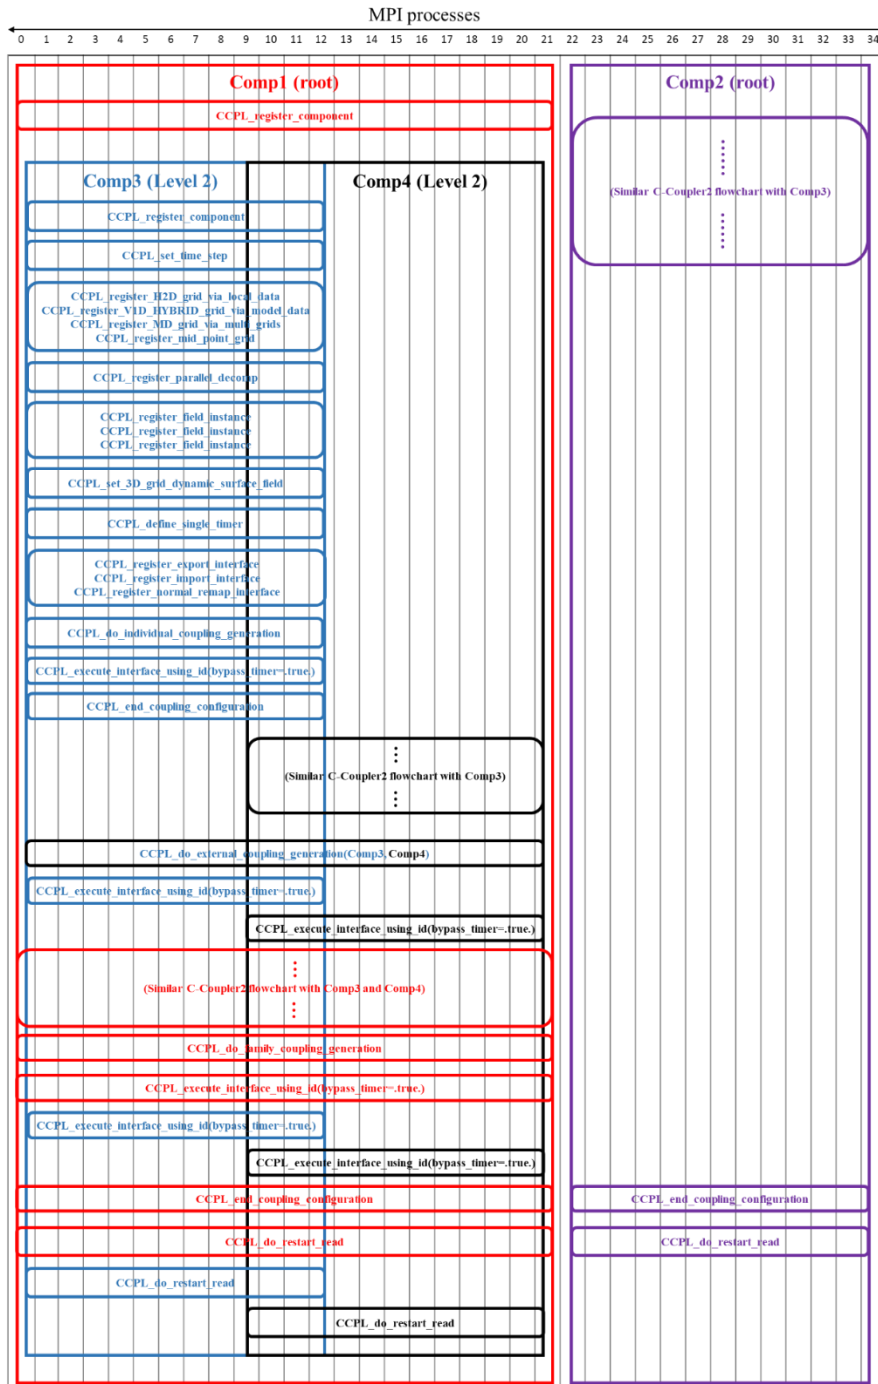 MPI processes
0 1 2 3 4 5 6 7 8 9 10 11 12 13 14 15 16 17 18 19 20 21 22 23 24 25 26 27 28 29 30 31 32 33 34
Comp1 (root)
Comp2 (root)
CCPL_register_component
(Similar C-Coupler2 flowchart with Comp3)
Comp3 (Level 2)
Comp4 (Level 2)
CCPL_register_component
CCPL_set_time_step
CCPL_register_H2D_grid_via_local_data
CCPL_register_V1D_HYBRID_grid_via_model_data
CCPL_register_MD_grid_via_multi_grids
CCPL_register_mid_point_grid
CCPL_register_parallel_decomp
CCPL_register_field_instance
CCPL_register_field_instance
CCPL_register_field_instance
CCPL_set_3D_grid_dynamic_surface_field
CCPL_define_single_timer
CCPL_register_export_interface
CCPL_register_import_interface
CCPL_register_normal_remap_interface
CCPL_do_individual_coupling_generation
CCPL_execute_interface_using_id(bypass_timer=.true.)
CCPL_end_coupling_configuration
(Similar C-Coupler2 flowchart with Comp3)
CCPL_do_external_coupling_generation(Comp3, Comp4)
CCPL_execute_interface_using_id(bypass_timer=.true.)
CCPL_execute_interface_using_id(bypass_timer=.true.)
(Similar C-Coupler2 flowchart with Comp3 and Comp4)
CCPL_do_family_coupling_generation
CCPL_execute_interface_using_id(bypass_timer=.true.)
CCPL_execute_interface_using_id(bypass_timer=.true.)
CCPL_execute_interface_using_id(bypass_timer=.true.)
CCPL_end_coupling_configuration
CCPL_end_coupling_configuration
CCPL_do_restart_read
CCPL_do_restart_read
CCPL_do_restart_read
CCPL_do_restart_read